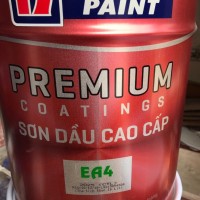 PAINT
PREMIUM
COATINGS
SƠN DẦU CAO CẤP
EA4